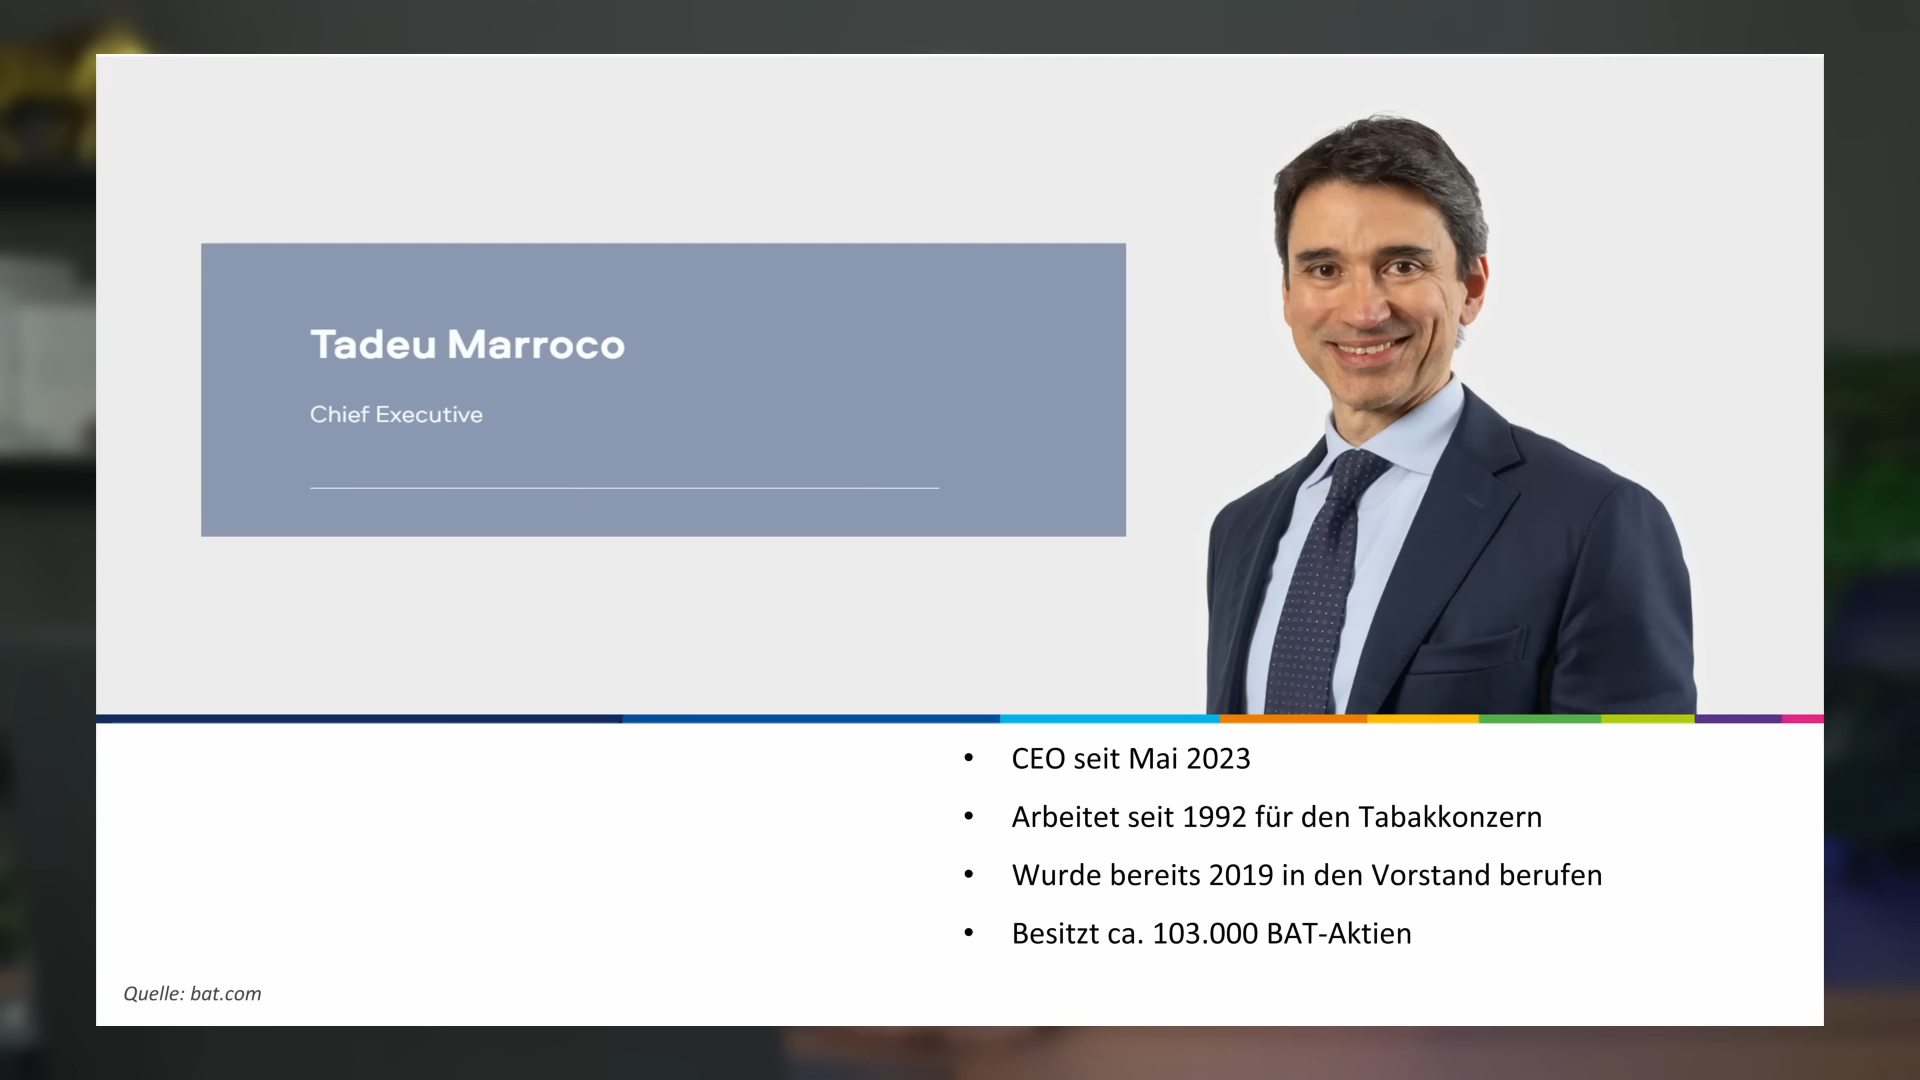 Tadeu Marroco
Chief Executive
• CEO seit Mai 2023
• Arbeitet seit 1992 für den Tabakkonzern
• Wurde bereits 2019 in den Vorstand berufen
• Besitzt ca. 103.000 BAT-Aktien
Quelle: bat.com